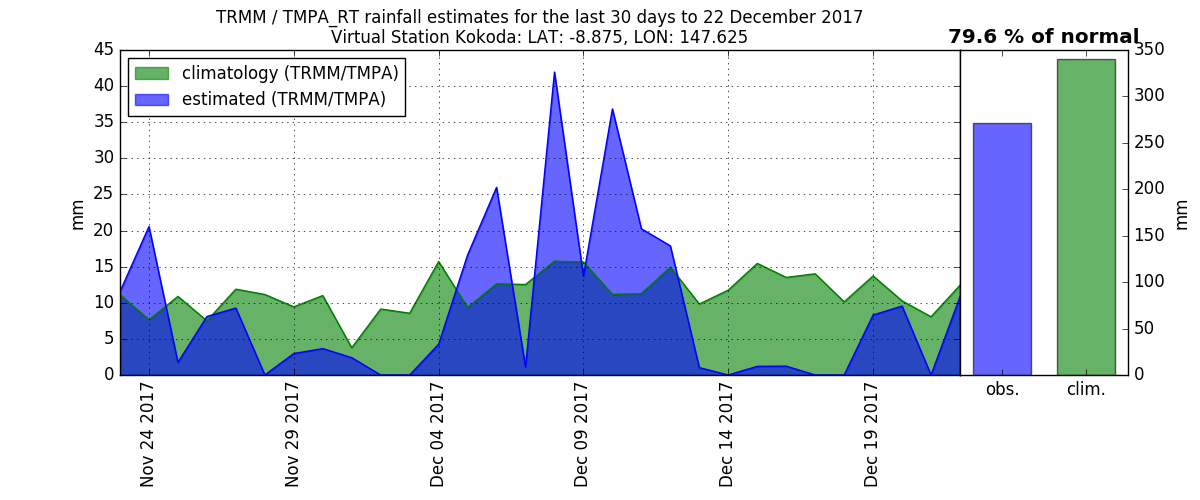 TRMM / TMPA_RT rainfall estimates for the last 30 days to 22 December 2017
Virtual Station Kokoda: LAT: -8.875, LON: 147.625
79.6 % of normal
climatology (TRMM/TMPA)
estimated (TRMM/TMPA)
45
40
35
30
25
20
15
10
5
0
mm
350
300
250
200
150
100
50
0
mm
Nov 24 2017
Nov 29 2017
Dec 04 2017
Dec 09 2017
Dec 14 2017
Dec 19 2017
obs.
clim.